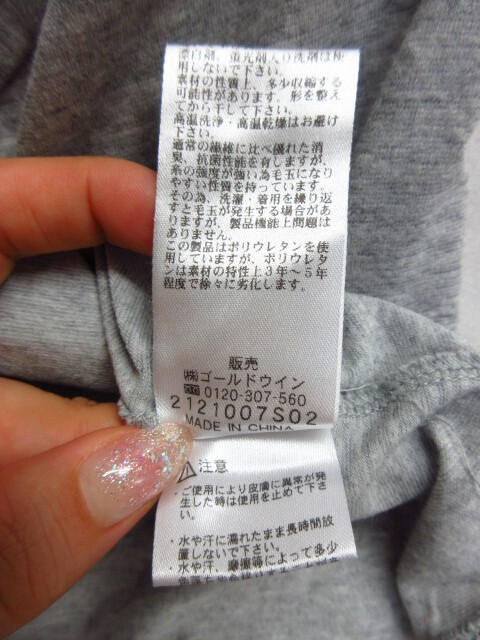 漂白剤、蛍光剤入り洗剤は使
用しないで下さい。
素材の性質上、多少収縮する
可能性があります。形を整え
てから干して下さい。
高温洗浄・高温乾燥はお避け
下さい。
通常の繊維に比べ優れた消
臭、抗菌性能を有しますが、
糸の強度が強い為毛玉になり
やすい性質を持っています。
その為、洗濯・着用を繰り返
すと毛玉が発生する場合があ
りますが、製品機能上問題は
ありません。
この製品はポリウレタンを使
用していますが、ポリウレタ
ンは素材の特性上3年～5年
程度で徐々に劣化します。
販売
㈱ゴールドウイン
0120-307-560
2121007S02
MADE IN CHINA
注意
・ご使用により皮膚に異常が発
生した時は使用を止めて下さ
い。
・水や汗に濡れたまま長時間放
置しないで下さい。
・水や汗、摩擦等によって多少